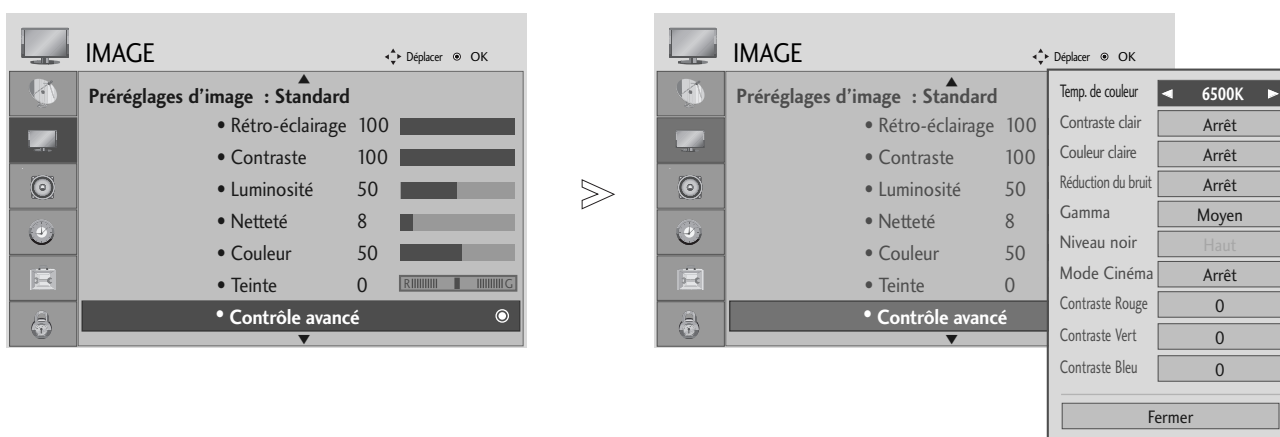 IMAGE
Déplacer OK
Préréglages d'image : Standard
• Rétro-éclairage 100
• Contraste 100
• Luminosité 50
• Netteté 8
• Couleur 50
• Teinte 0 R G
• Contrôle avancé
IMAGE
Déplacer OK
Préréglages d'image : Standard
• Rétro-éclairage 100
• Contraste 100
• Luminosité 50
• Netteté 8
• Couleur 50
• Teinte 0
• Contrôle avancé
Temp. de couleur 6500K
Contraste clair Arrêt
Couleur claire Arrêt
Réduction du bruit Arrêt
Gamma Moyen
Niveau noir Haut
Mode Cinéma Arrêt
Contraste Rouge 0
Contraste Vert 0
Contraste Bleu 0
Fermer